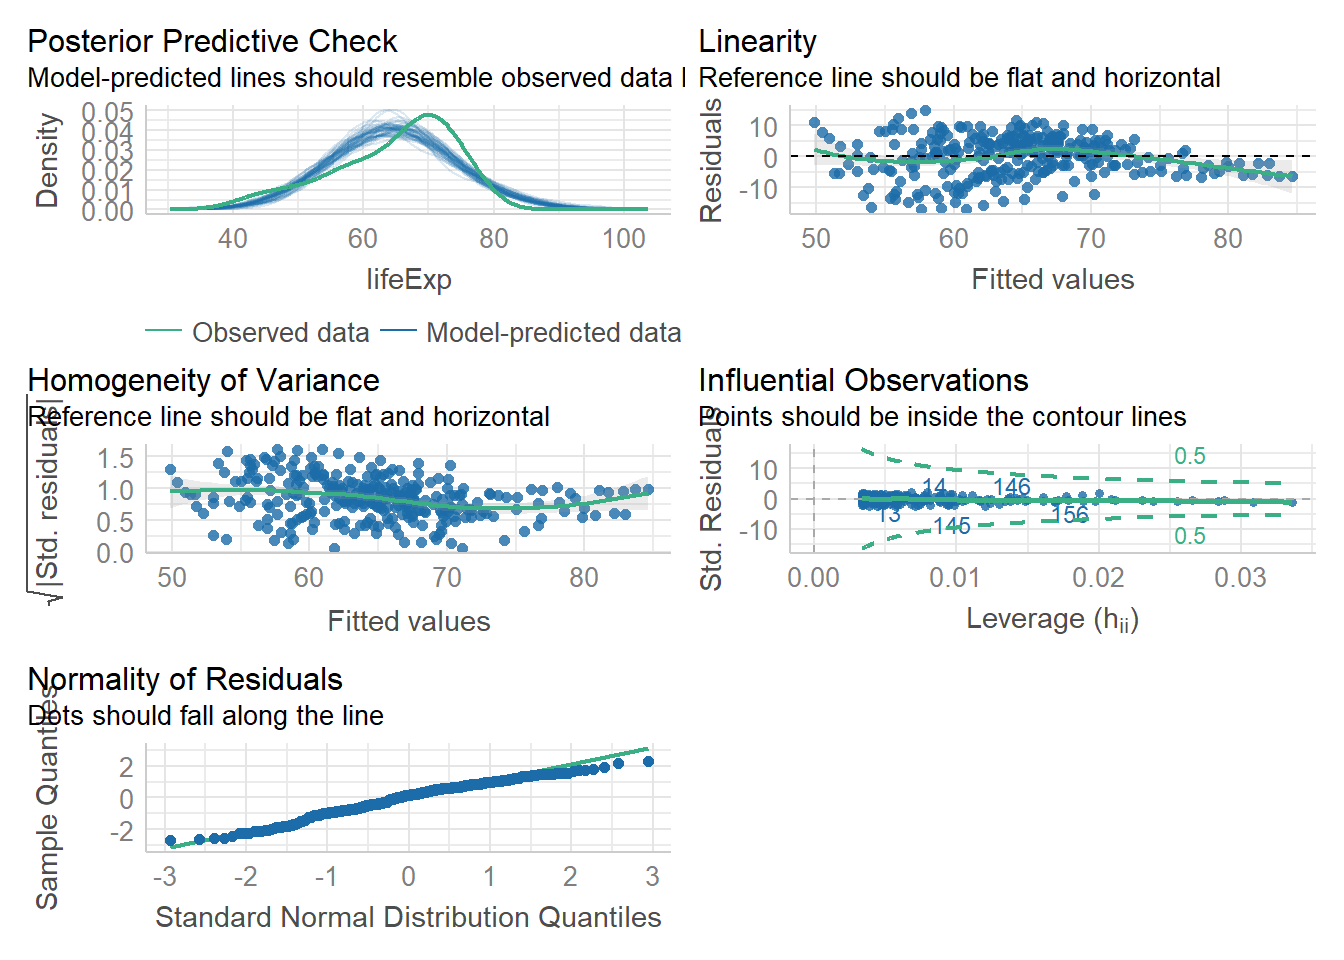 Posterior Predictive Check
Model-predicted lines should resemble observed data l
Density
0.05
0.04
0.03
0.02
0.01
0.00
40 60 80 100
lifeExp
Observed data Model-predicted data
Linearity
Reference line should be flat and horizontal
Residuals
10
0
-10
50 60 70 80
Fitted values
Homogeneity of Variance
Reference line should be flat and horizontal
√|Std. residuals|
1.5
1.0
0.5
0.0
50 60 70 80
Fitted values
Influential Observations
Points should be inside the contour lines
Std. Residuals
10
0
-10
0.5
14 146
13 145 156
0.5
0.00 0.01 0.02 0.03
Leverage (hii)
Normality of Residuals
Dots should fall along the line
Sample Quantiles
2
0
-2
-3 -2 -1 0 1 2 3
Standard Normal Distribution Quantiles